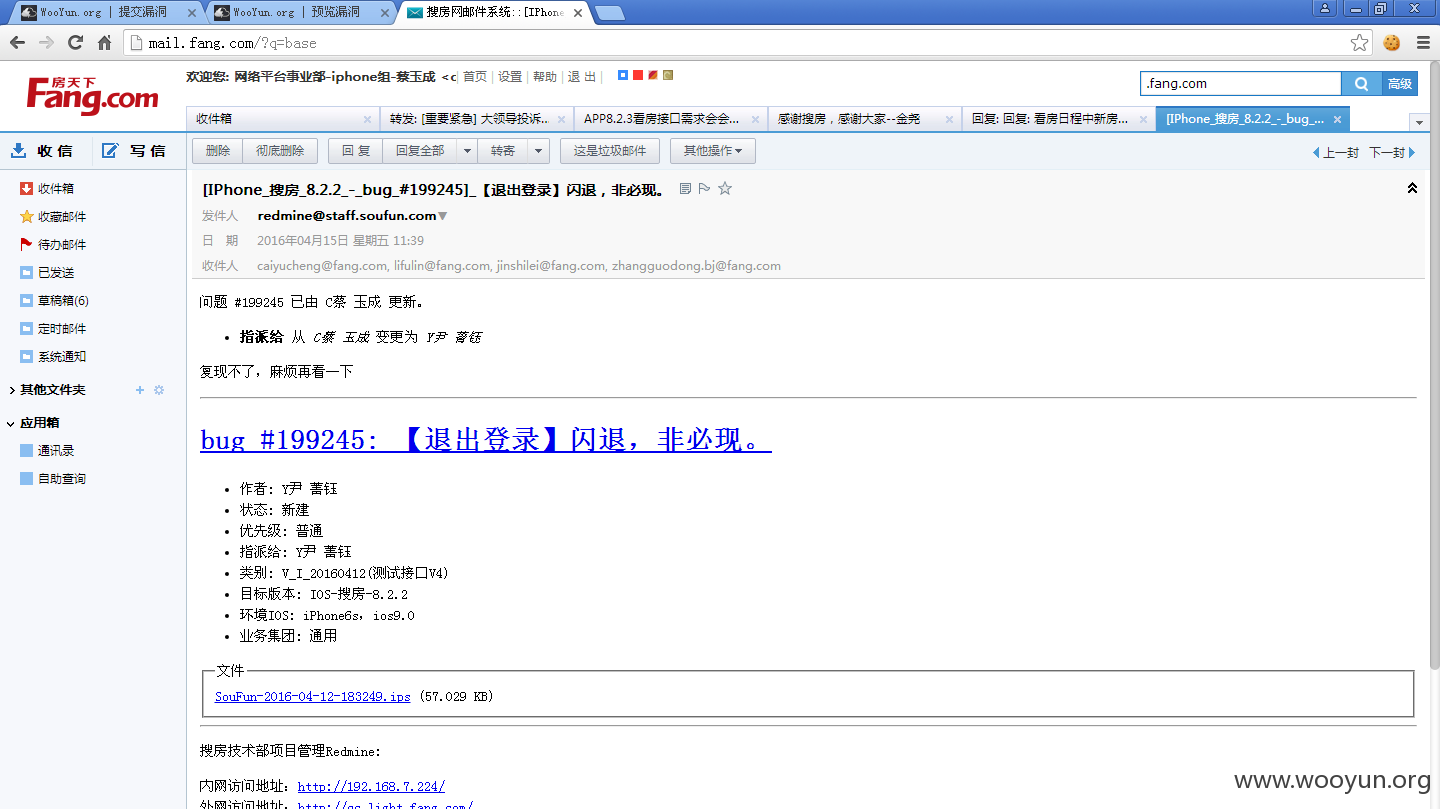 WooYun.org | 提交漏洞
WooYun.org | 预览漏洞
搜房网邮件系统::[IPhone
mail.fang.com/?q=base
房天下
Fang.com
欢迎您: 网络平台事业部-iphone组-蔡玉成 <c| 首页 | 设置 | 帮助 | 退 出 |
.fang.com
高级
收件箱
转发: [重要紧急] 大领导投诉...
APP8.2.3看房接口需求会会...
感谢搜房，感谢大家--金尧
回复: 回复: 看房日程中新房...
[IPhone_搜房_8.2.2_-_bug_...
收 信
写 信
删除
彻底删除
回 复
回复全部
转寄
这是垃圾邮件
其他操作
上一封
下一封
收件箱
收藏邮件
待办邮件
已发送
草稿箱(6)
定时邮件
系统通知
其他文件夹
应用箱
通讯录
自助查询
[IPhone_搜房_8.2.2_-_bug_#199245]_【退出登录】闪退，非必现。
发件人 redmine@staff.soufun.com
日 期 2016年04月15日 星期五 11:39
收件人 caiyucheng@fang.com, lifulin@fang.com, jinshilei@fang.com, zhangguodong.bj@fang.com
问题 #199245 已由 C蔡 玉成 更新。
• 指派给 从 C蔡 玉成 变更为 Y尹 菁钰
复现不了，麻烦再看一下
bug #199245: 【退出登录】闪退，非必现。
• 作者: Y尹 菁钰
• 状态: 新建
• 优先级: 普通
• 指派给: Y尹 菁钰
• 类别: V_I_20160412(测试接口V4)
• 目标版本: IOS-搜房-8.2.2
• 环境IOS: iPhone6s，ios9.0
• 业务集团: 通用
文件
SouFun-2016-04-12-183249.ips (57.029 KB)
搜房技术部项目管理Redmine:
内网访问地址: http://192.168.7.224/
外网访问地址: http://qc.light.fang.com/
www.wooyun.org